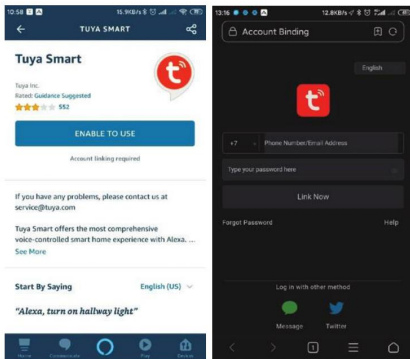 10:58
15.9KB/s
TUYA SMART
Tuya Smart
Tuya Inc.
Rated: Guidance Suggested
552
ENABLE TO USE
Account linking required
If you have any problems, please contact us at
service@tuya.com
Tuya Smart offers the most comprehensive
voice-controlled smart home experience with Alexa. ...
See More
Start By Saying
English (US)
"Alexa, turn on hallway light"
Home
Communicate
Play
Devices
13:16
12.8KB/s
Account Binding
English
+7
Phone Number/Email Address
Type your password here
Link Now
Forgot Password
Help
Log in with other method
Message
Twitter
1